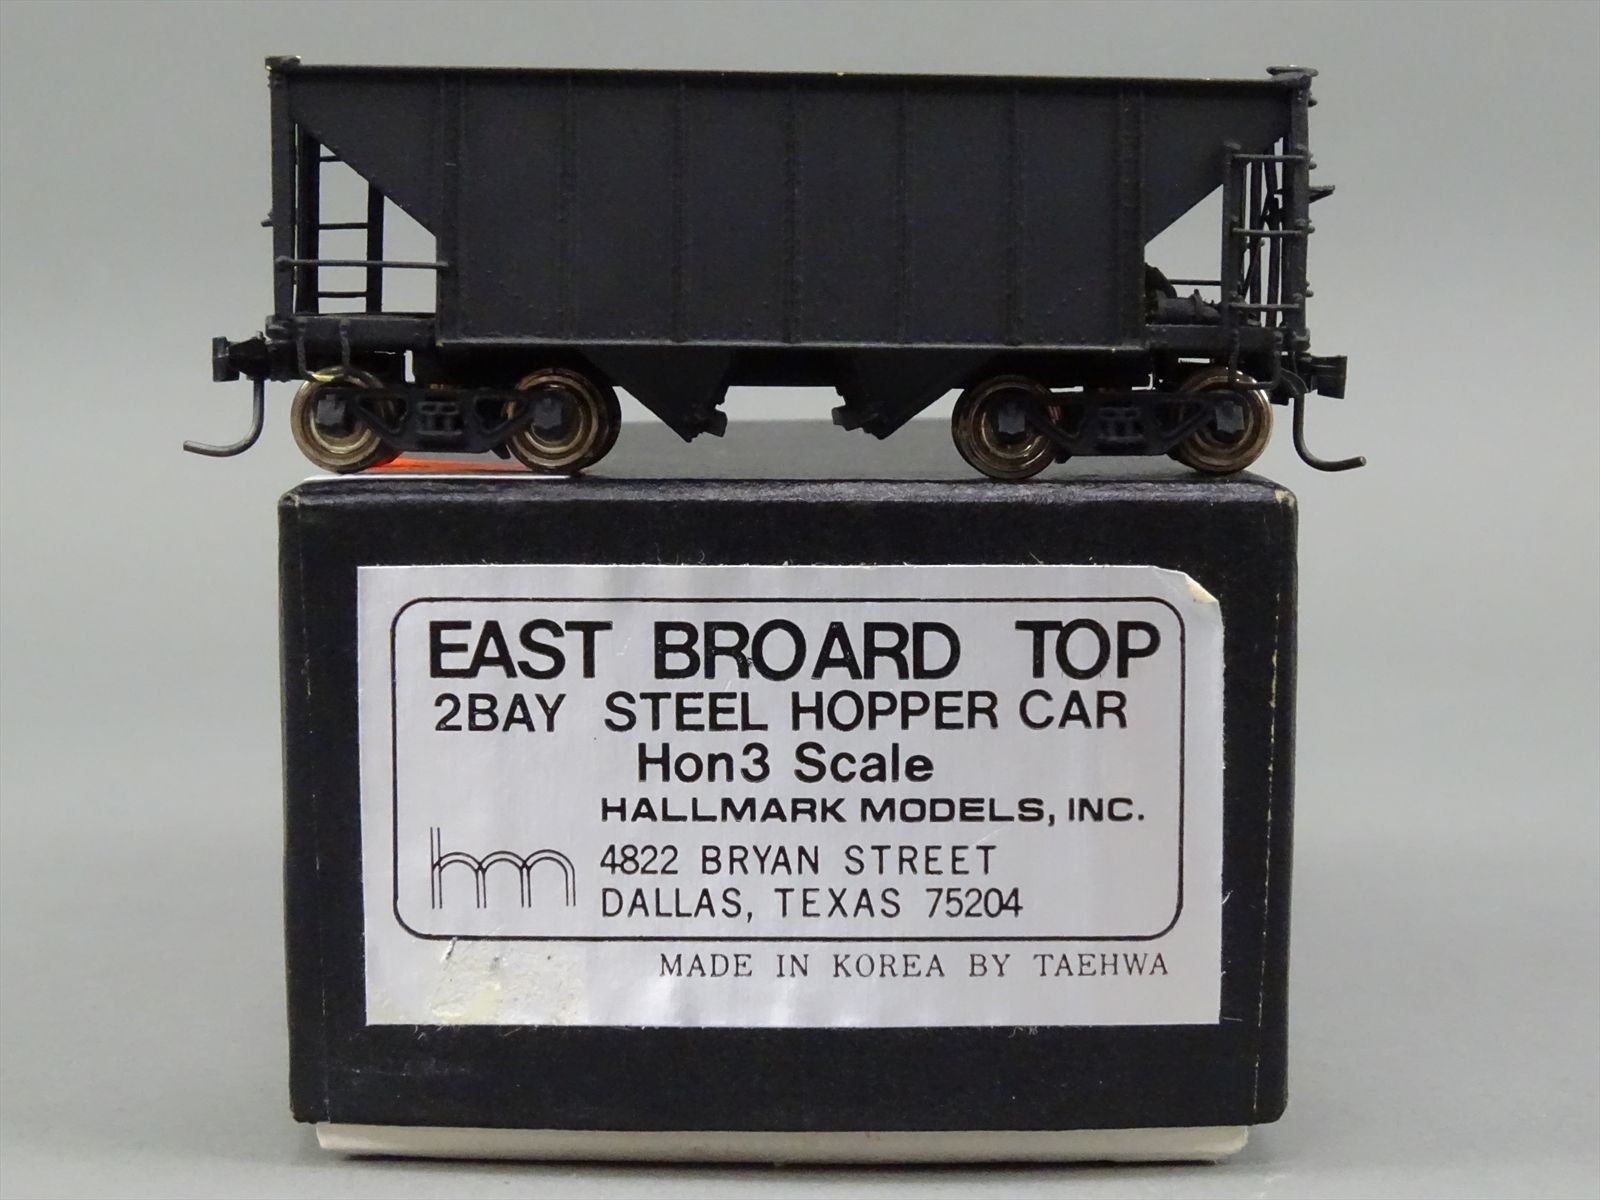 EAST BROARD TOP
2BAY STEEL HOPPER CAR
Hon3 Scale
HALLMARK MODELS, INC.
hm
4822 BRYAN STREET
DALLAS, TEXAS 75204
MADE IN KOREA BY TAEHWA